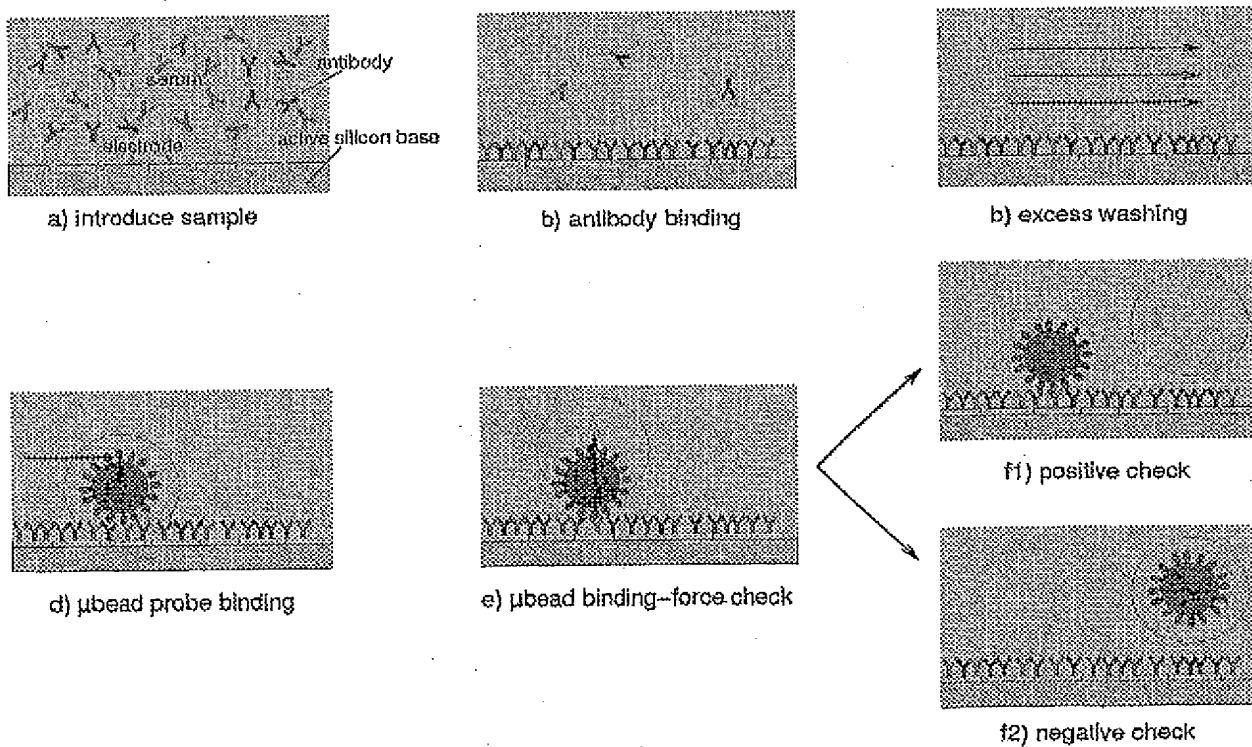 serum
antibody
electrode
active silicon base
a) introduce sample
b) antibody binding
b) excess washing
d) μbead probe binding
e) μbead binding-force check
f1) positive check
f2) negative check